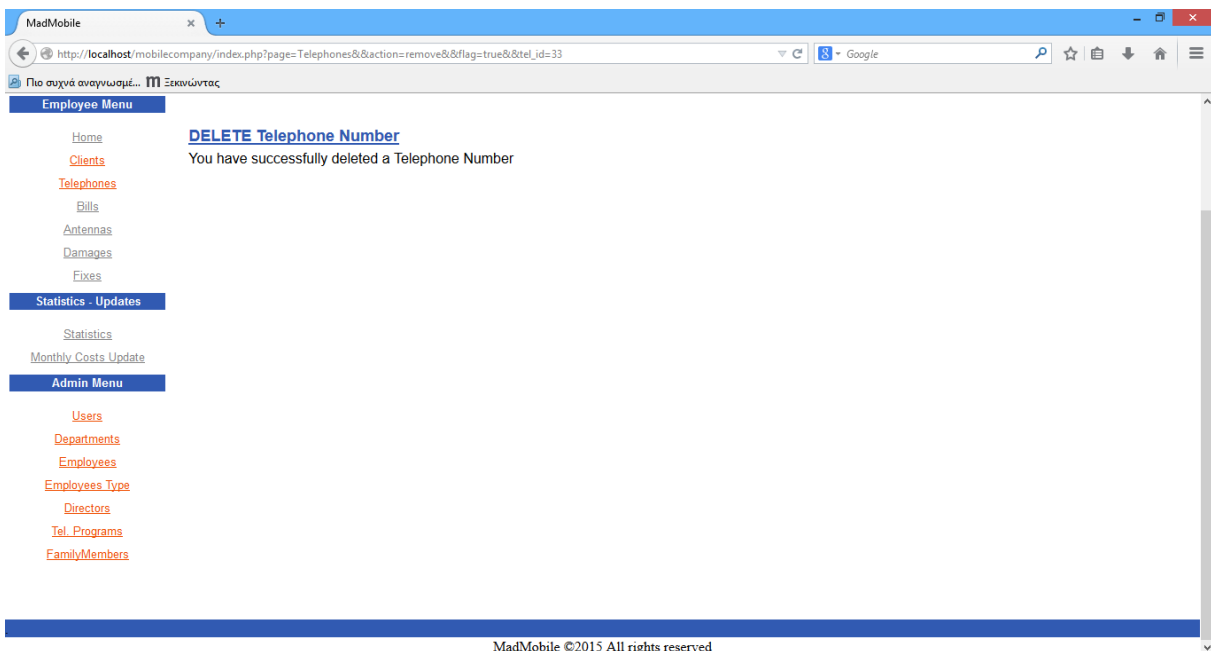 MadMobile
http://localhost/mobilecompany/index.php?page=Telephones&&action=remove&&flag=true&&tel_id=33
Google
Πιο συχνά αναγνωσμέ...
Ξεκινώντας
Employee Menu
Home
Clients
Telephones
Bills
Antennas
Damages
Fixes
Statistics - Updates
Statistics
Monthly Costs Update
Admin Menu
Users
Departments
Employees
Employees Type
Directors
Tel. Programs
FamilyMembers
DELETE Telephone Number
You have successfully deleted a Telephone Number
MadMobile ©2015 All rights reserved